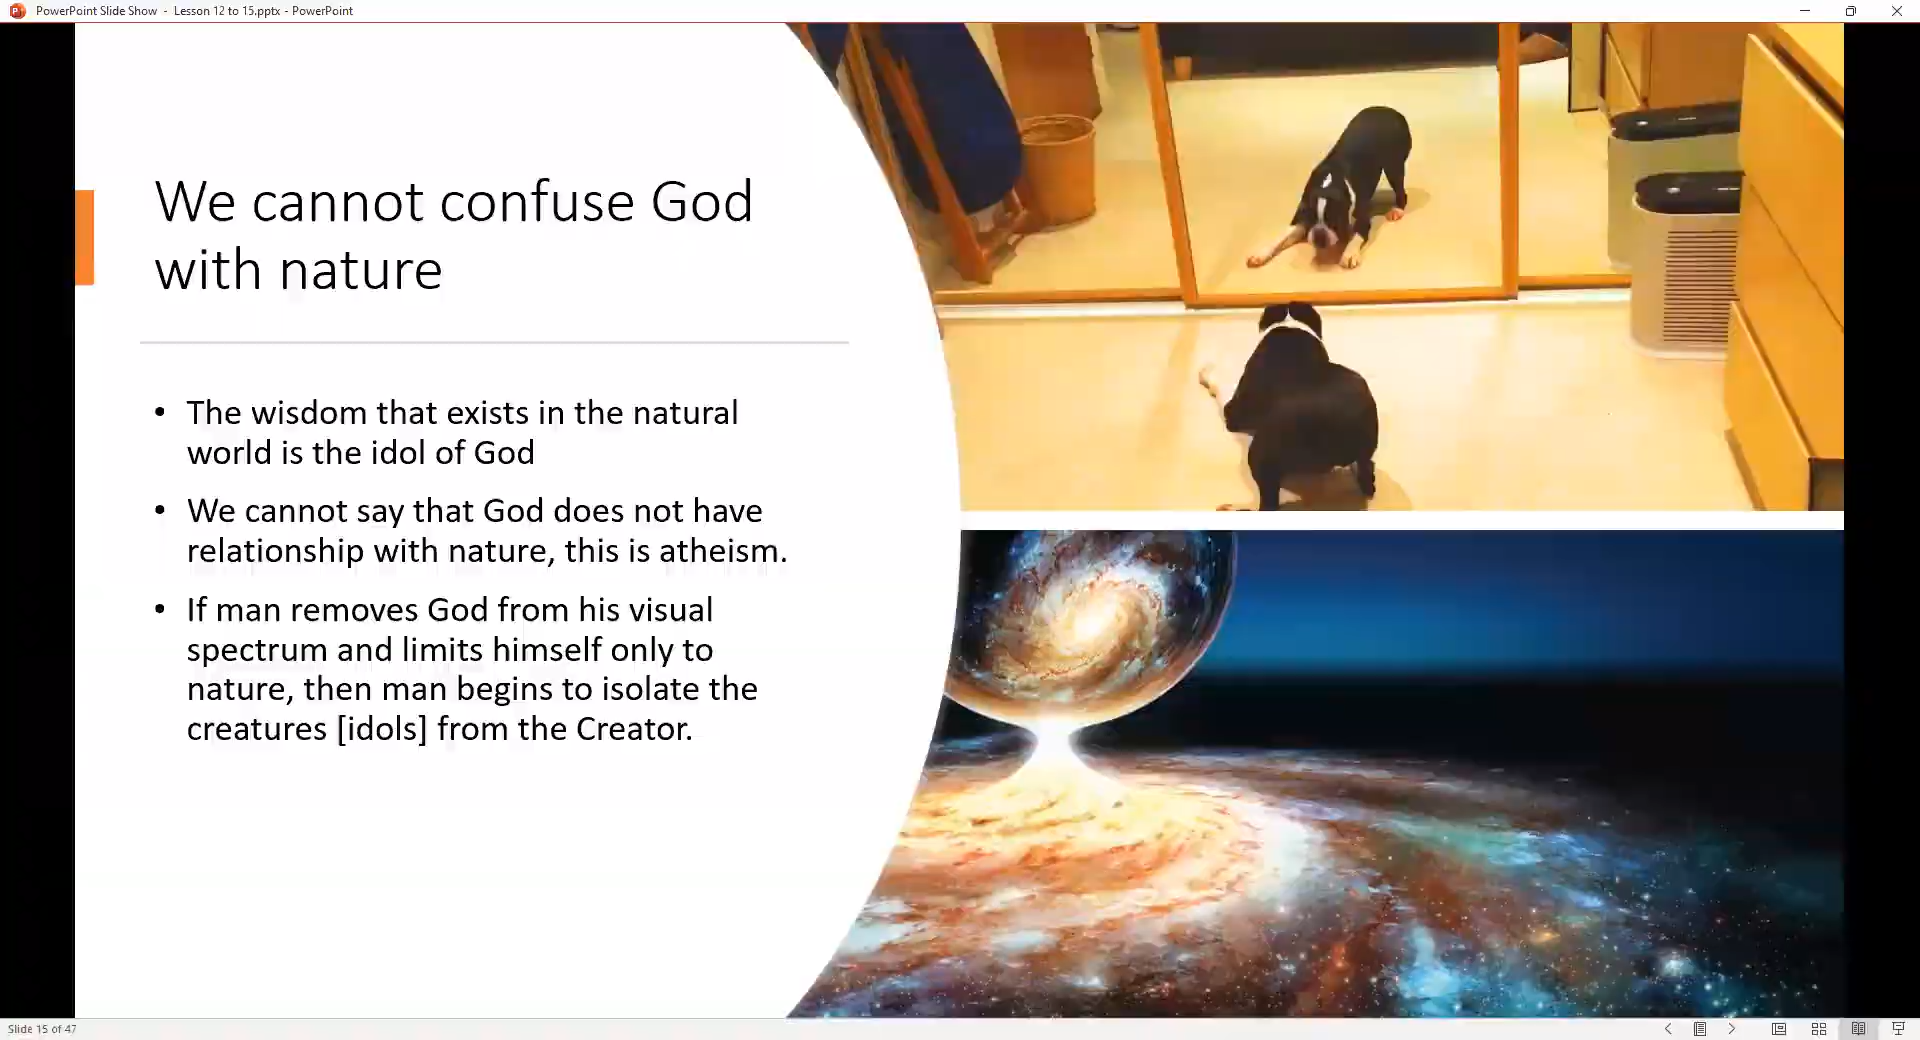 PowerPoint Slide Show - Lesson 12 to 15.pptx - PowerPoint
We cannot confuse God
with nature
• The wisdom that exists in the natural
world is the idol of God
• We cannot say that God does not have
relationship with nature, this is atheism.
• If man removes God from his visual
spectrum and limits himself only to
nature, then man begins to isolate the
creatures [idols] from the Creator.
Slide 15 of 47